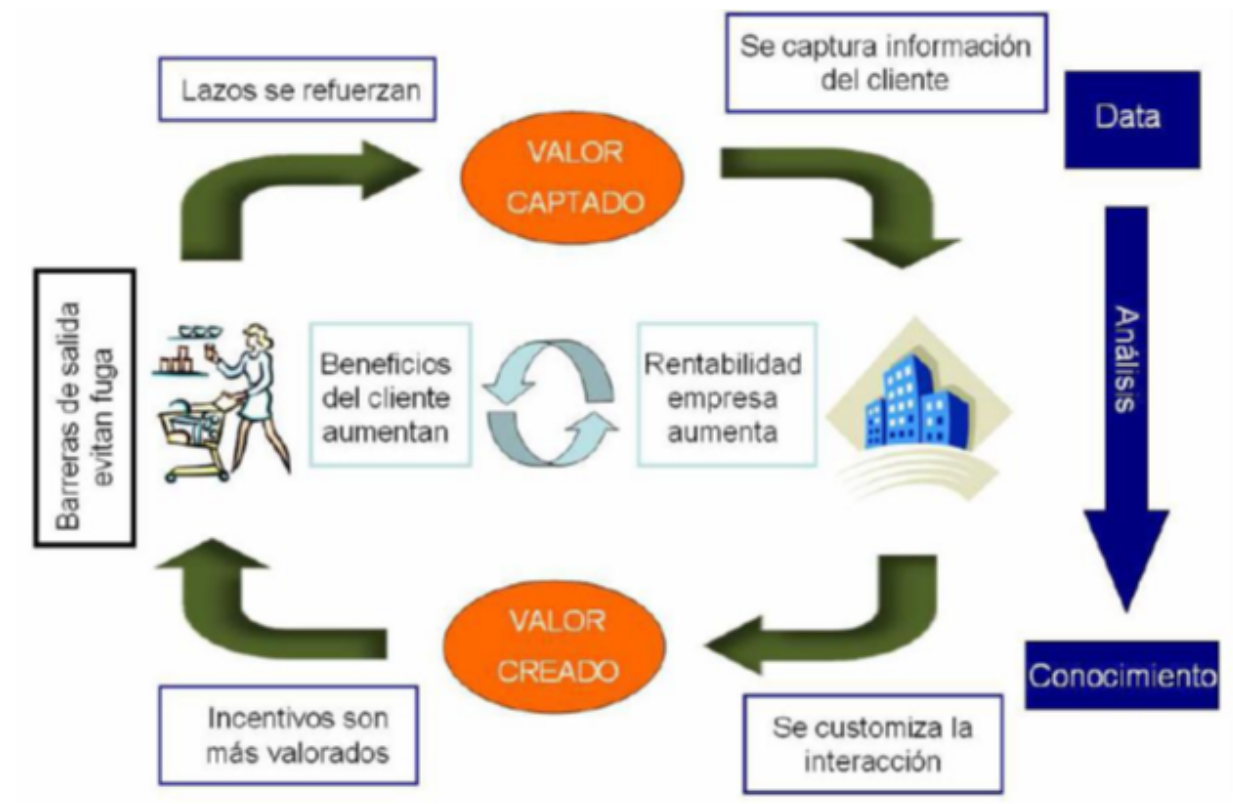 Lazos se refuerzan
Se captura información
del cliente
Data
VALOR
CAPTADO
Barreras de salida
evitan fuga
Beneficios
del cliente
aumentan
Rentabilidad
empresa
aumenta
Análisis
VALOR
CREADO
Conocimiento
Incentivos son
más valorados
Se customiza la
interacción